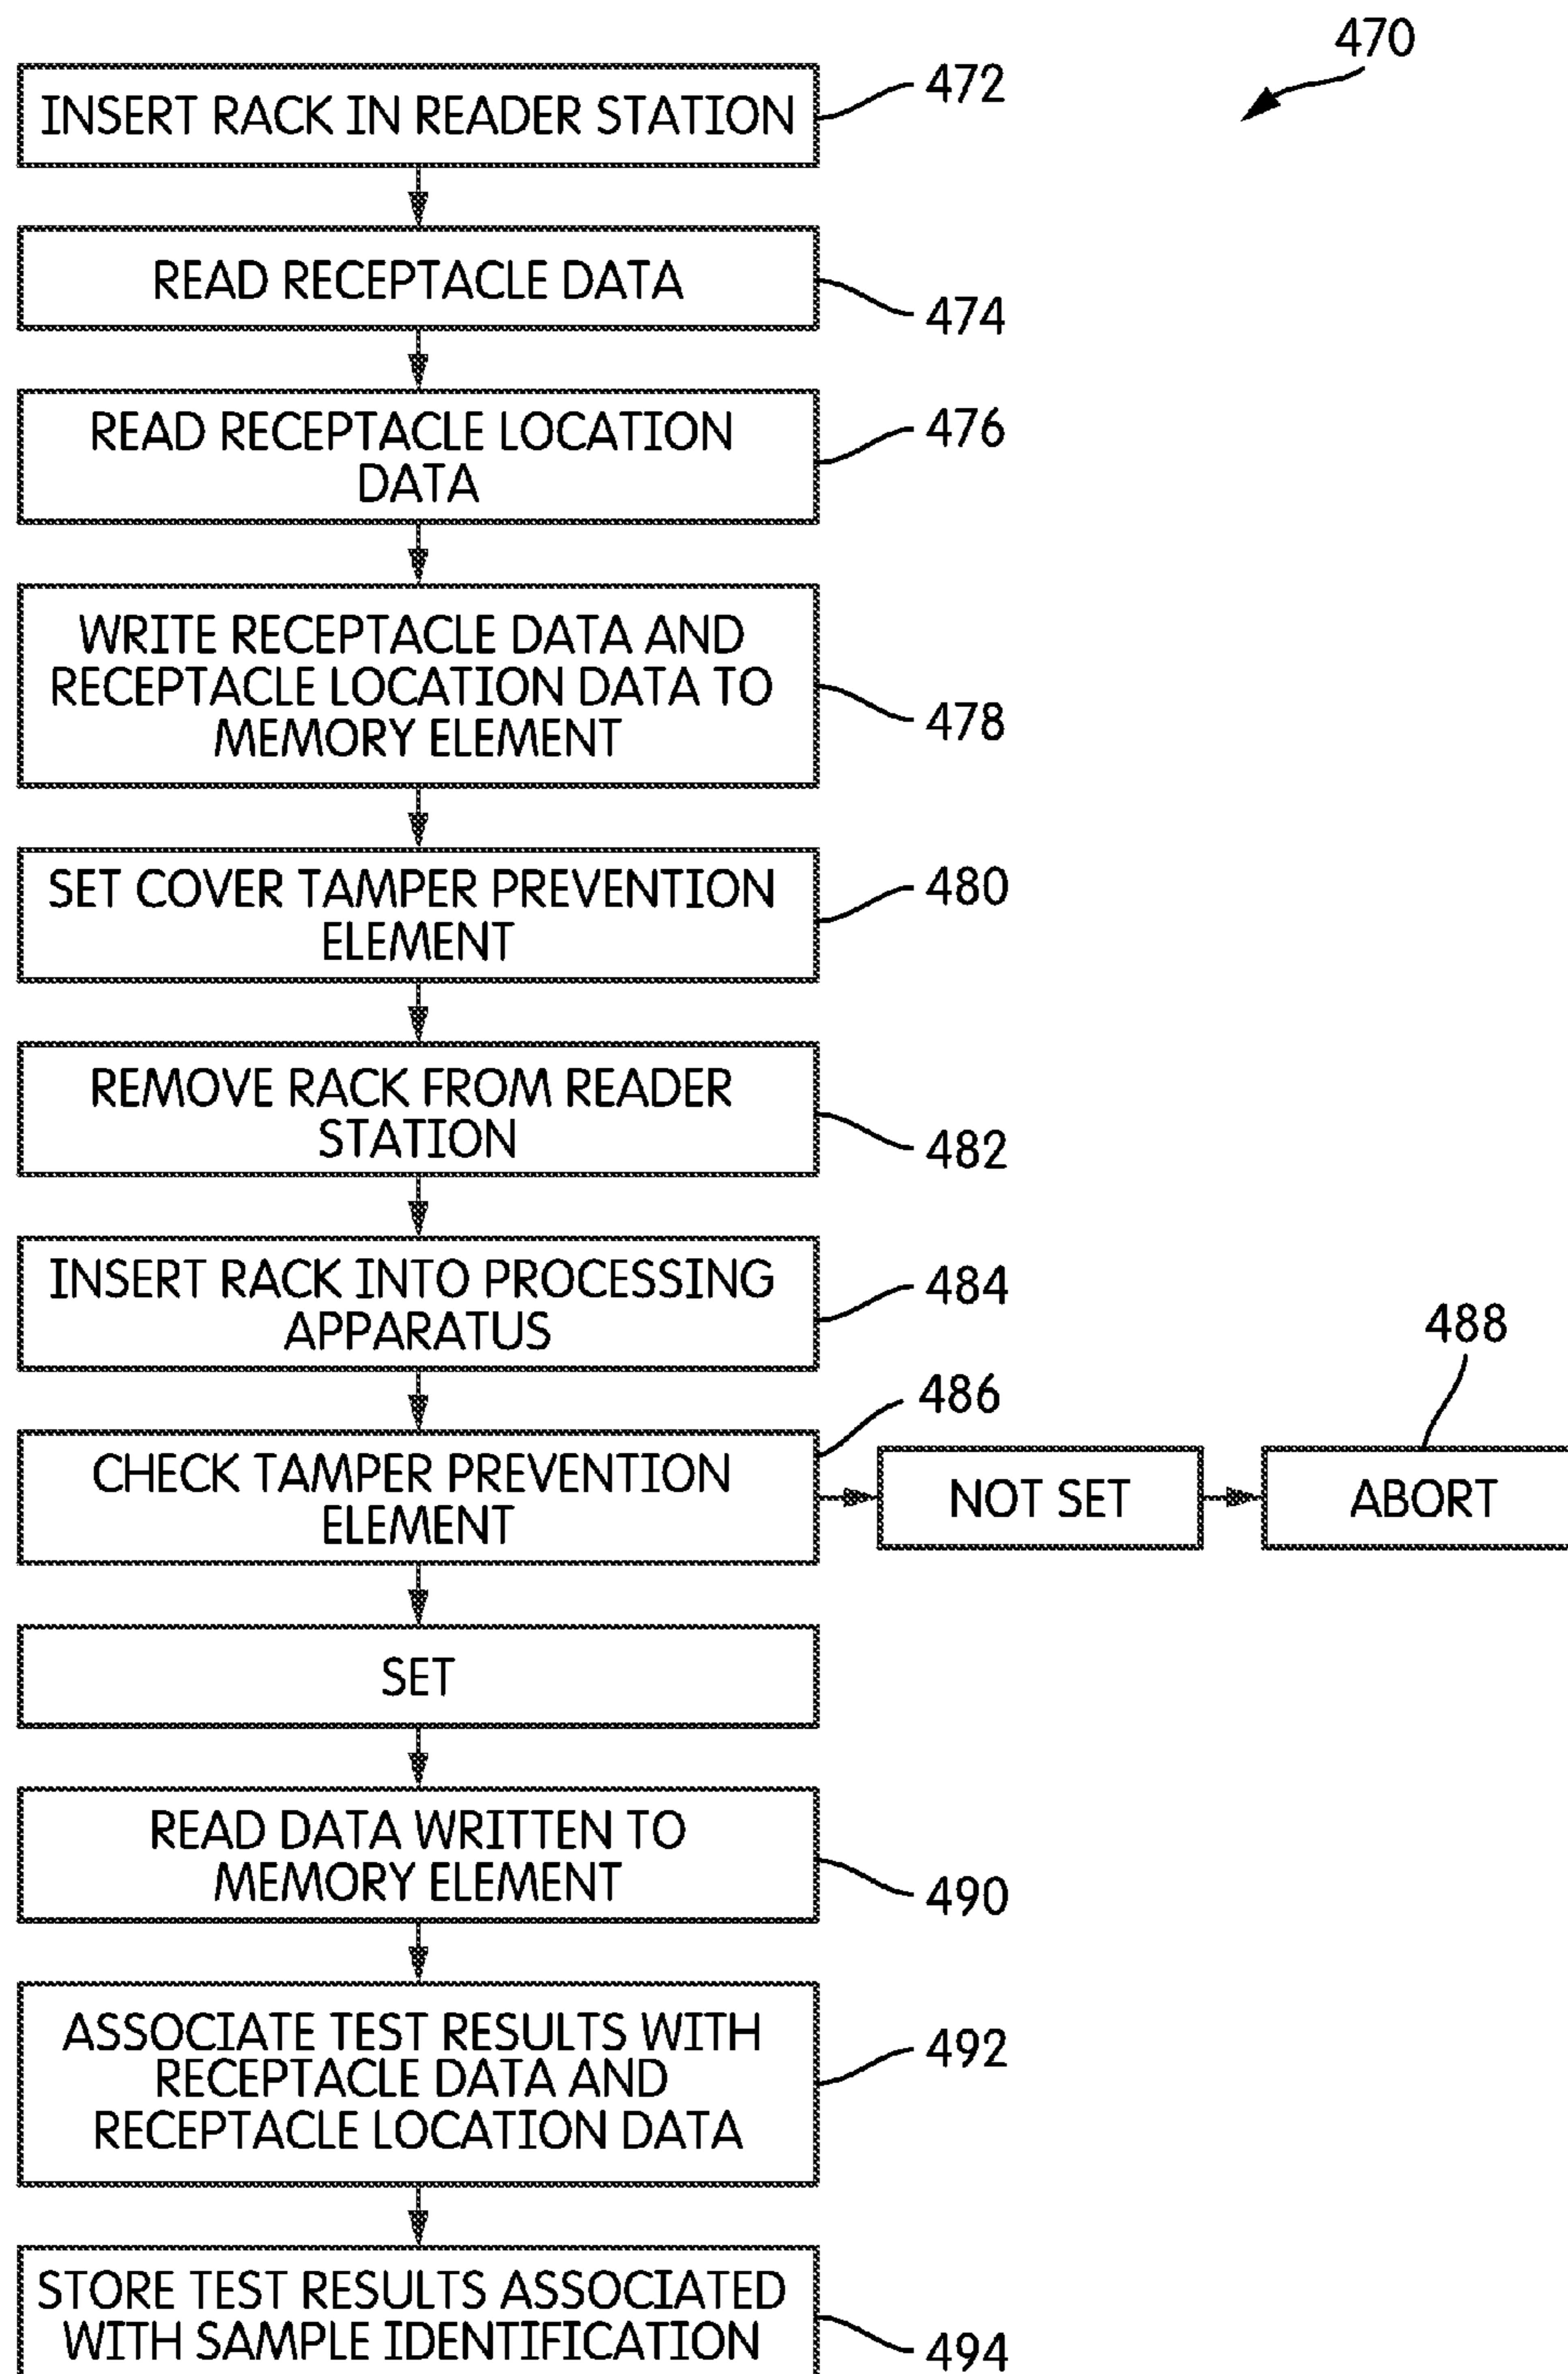 470
INSERT RACK IN READER STATION
472
READ RECEPTACLE DATA
474
READ RECEPTACLE LOCATION
DATA
476
WRITE RECEPTACLE DATA AND
RECEPTACLE LOCATION DATA TO
MEMORY ELEMENT
478
SET COVER TAMPER PREVENTION
ELEMENT
480
REMOVE RACK FROM READER
STATION
482
INSERT RACK INTO PROCESSING
APPARATUS
484
CHECK TAMPER PREVENTION
ELEMENT
486
NOT SET
ABORT
488
SET
READ DATA WRITTEN TO
MEMORY ELEMENT
490
ASSOCIATE TEST RESULTS WITH
RECEPTACLE DATA AND
RECEPTACLE LOCATION DATA
492
STORE TEST RESULTS ASSOCIATED
WITH SAMPLE IDENTIFICATION
494